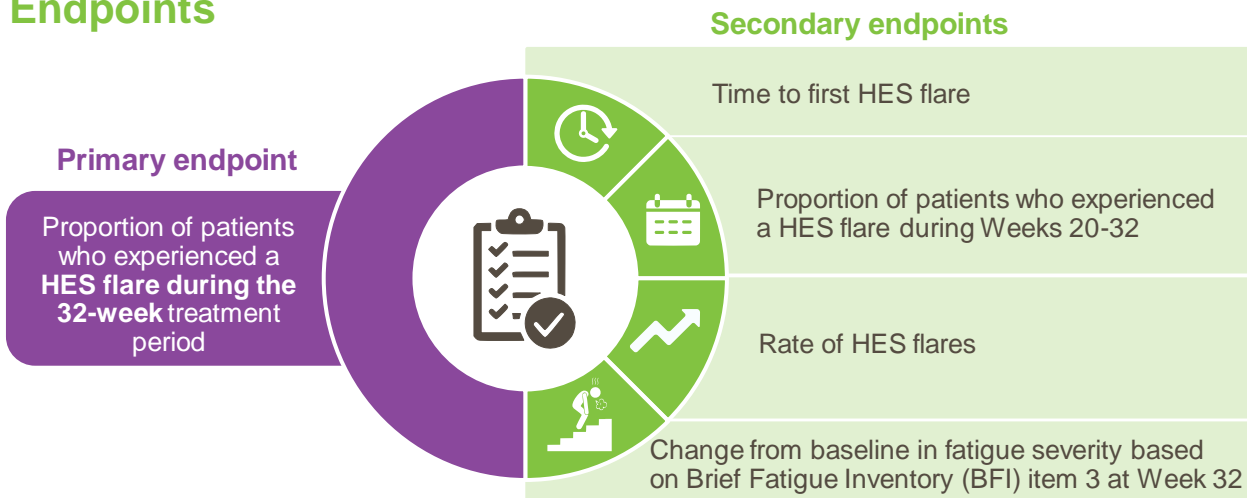 Endpoints
Secondary endpoints
Time to first HES flare
Primary endpoint
Proportion of patients
who experienced a
HES flare during the
32-week treatment
period
Proportion of patients who experienced
a HES flare during Weeks 20-32
Rate of HES flares
Change from baseline in fatigue severity based
on Brief Fatigue Inventory (BFI) item 3 at Week 32